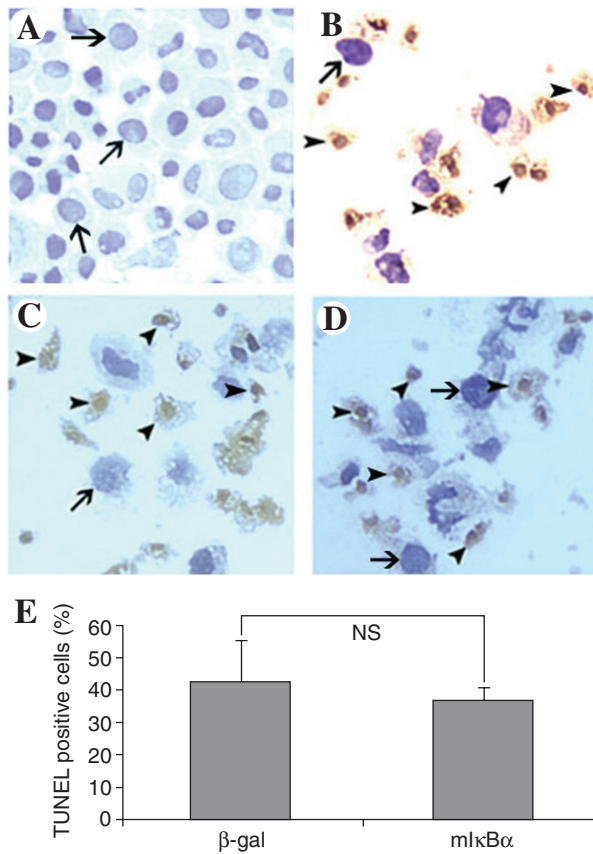 A
B
C
D
E
TUNEL positive cells (%)
60
50
40
30
20
10
0
NS
β-gal
mIκBα